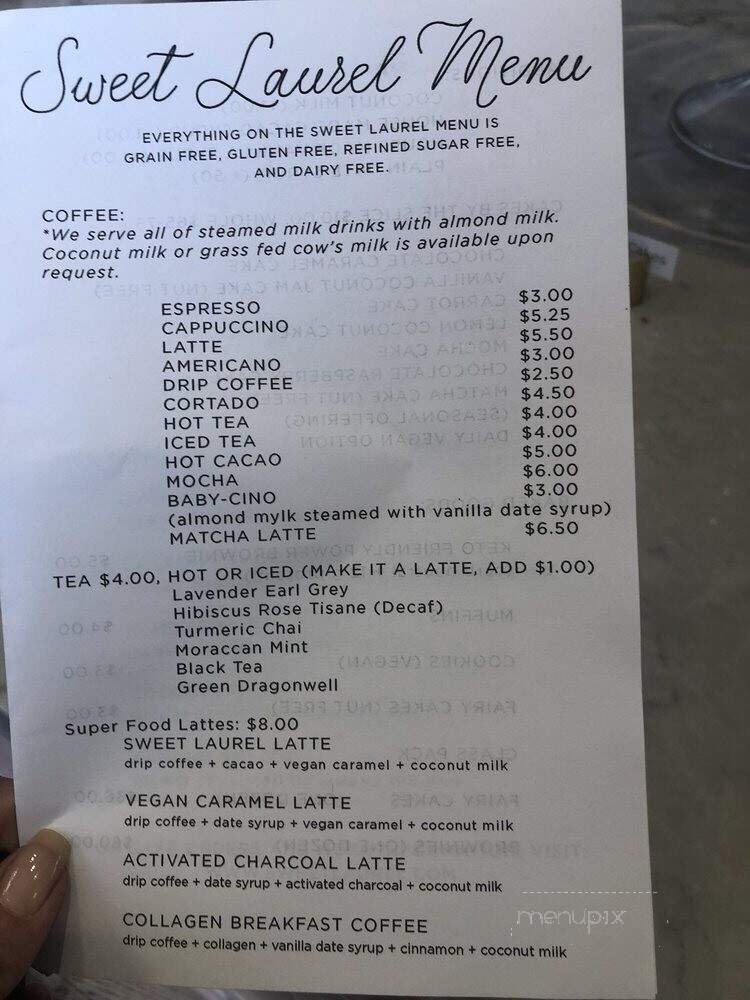 Sweet Laurel Menu
EVERYTHING ON THE SWEET LAUREL MENU IS
GRAIN FREE, GLUTEN FREE, REFINED SUGAR FREE,
AND DAIRY FREE.
COFFEE:
*We serve all of steamed milk drinks with almond milk.
Coconut milk or grass fed cow's milk is available upon
request.
ESPRESSO $3.00
CAPPUCCINO $5.25
LATTE $5.50
AMERICANO $3.00
DRIP COFFEE $2.50
CORTADO $4.50
HOT TEA $4.00
ICED TEA $4.00
HOT CACAO $5.00
MOCHA $6.00
BABY-CINO $3.00
(almond mylk steamed with vanilla date syrup)
MATCHA LATTE $6.50
TEA $4.00, HOT OR ICED (MAKE IT A LATTE, ADD $1.00)
Lavender Earl Grey
Hibiscus Rose Tisane (Decaf)
Turmeric Chai
Moraccan Mint
Black Tea
Green Dragonwell
Super Food Lattes: $8.00
SWEET LAUREL LATTE
drip coffee + cacao + vegan caramel + coconut milk
VEGAN CARAMEL LATTE
drip coffee + date syrup + vegan caramel + coconut milk
ACTIVATED CHARCOAL LATTE
drip coffee + date syrup + activated charcoal + coconut milk
COLLAGEN BREAKFAST COFFEE
drip coffee + collagen + vanilla date syrup + cinnamon + coconut milk
menupix